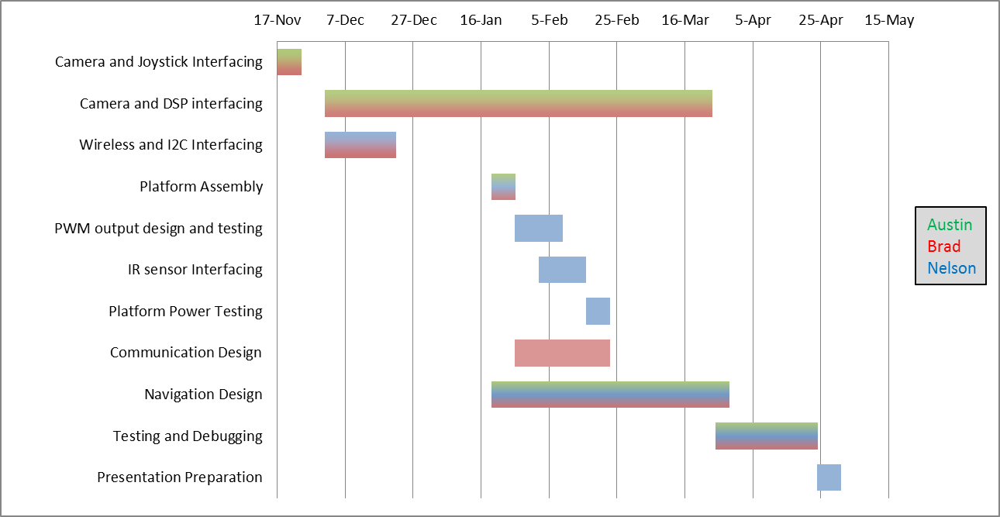 17-Nov 7-Dec 27-Dec 16-Jan 5-Feb 25-Feb 16-Mar 5-Apr 25-Apr 15-May
Camera and Joystick Interfacing
Camera and DSP interfacing
Wireless and I2C Interfacing
Platform Assembly
PWM output design and testing
IR sensor Interfacing
Platform Power Testing
Communication Design
Navigation Design
Testing and Debugging
Presentation Preparation
Austin
Brad
Nelson